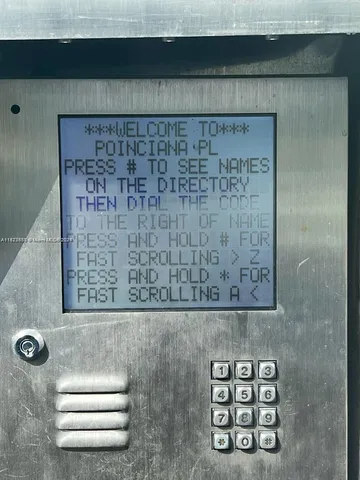 ***WELCOME TO***
POINCIANA PL
PRESS # TO SEE NAMES
ON THE DIRECTORY
THEN DIAL THE CODE
TO THE RIGHT OF NAME
PRESS AND HOLD # FOR
FAST SCROLLING > Z
PRESS AND HOLD * FOR
FAST SCROLLING A <
1 2 3
4 5 6
7 8 9
* 0 #